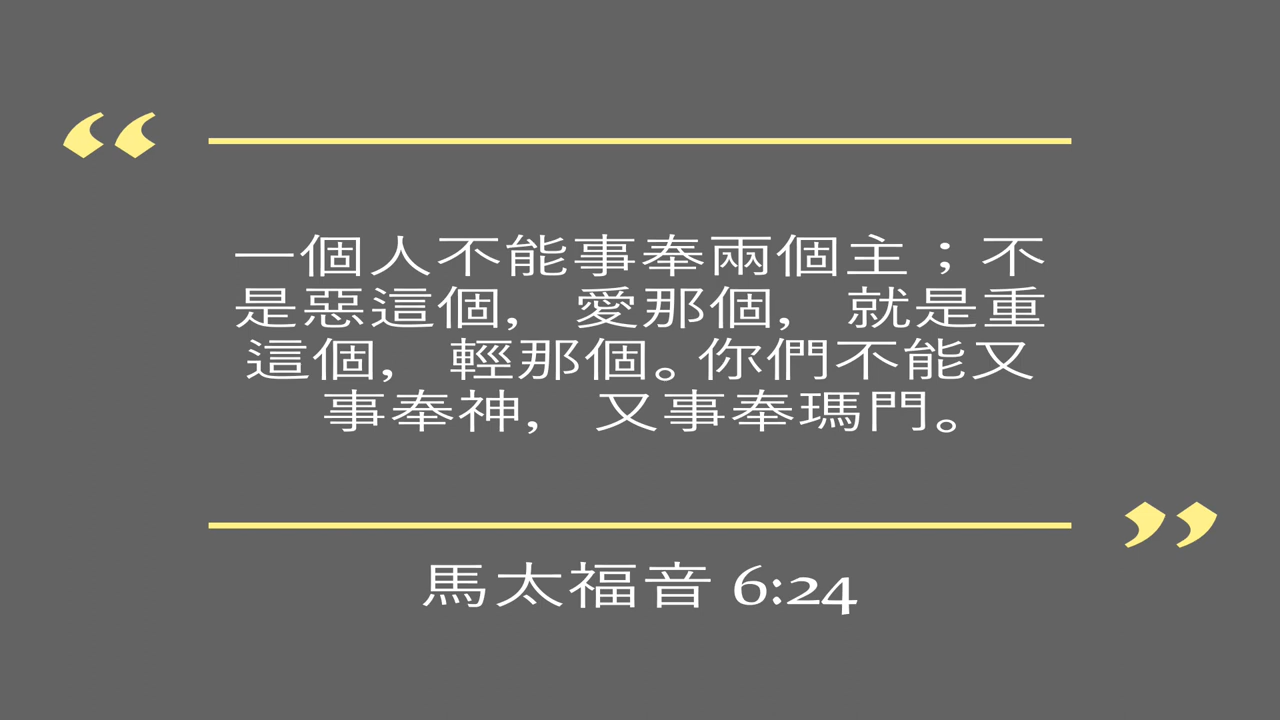 “
一個人不能事奉兩個主；不
是惡這個, 愛那個, 就是重
這個, 輕那個。你們不能又
事奉神, 又事奉瑪門。
”
馬太福音 6:24